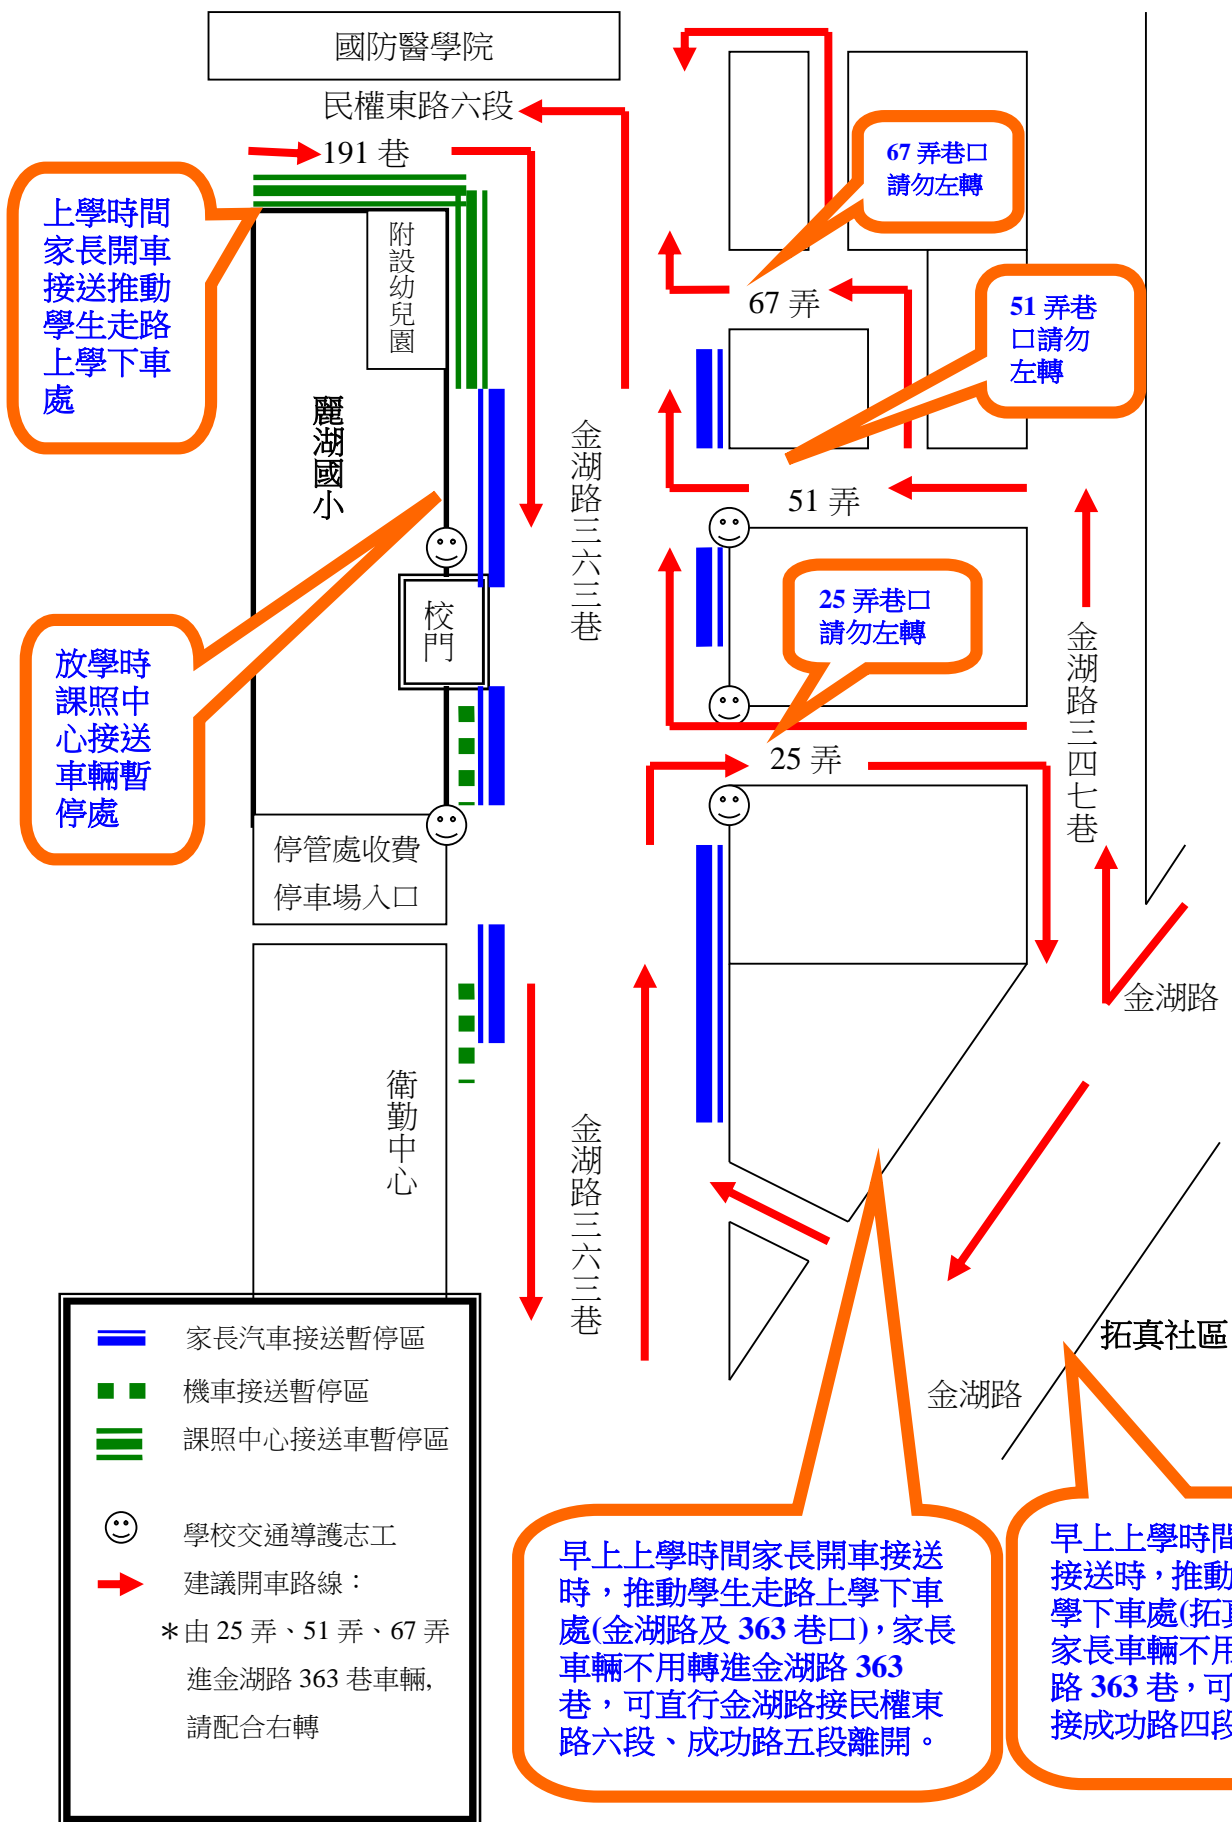 國防醫學院
民權東路六段
191 巷
67 弄巷口
請勿左轉
上學時間
家長開車
接送推動
學生走路
上學下車
處
附設幼兒園
67 弄
51 弄巷
口請勿
左轉
麗湖國小
金湖路三六三巷
51 弄
25 弄巷口
請勿左轉
校門
金湖路三四七巷
放學時
課照中
心接送
車輛暫
停處
25 弄
停管處收費
停車場入口
金湖路
衛勤中心
金湖路三六三巷
拓真社區
金湖路
家長汽車接送暫停區
機車接送暫停區
課照中心接送車暫停區
學校交通導護志工
建議開車路線：
＊由 25 弄、51 弄、67 弄
進金湖路 363 巷車輛,
請配合右轉
早上上學時間家長開車接送
時，推動學生走路上學下車
處(金湖路及 363 巷口)，家長
車輛不用轉進金湖路 363
巷，可直行金湖路接民權東
路六段、成功路五段離開。
早上上學時間
接送時，推動
學下車處(拓真
家長車輛不用
路 363 巷，可
接成功路四段